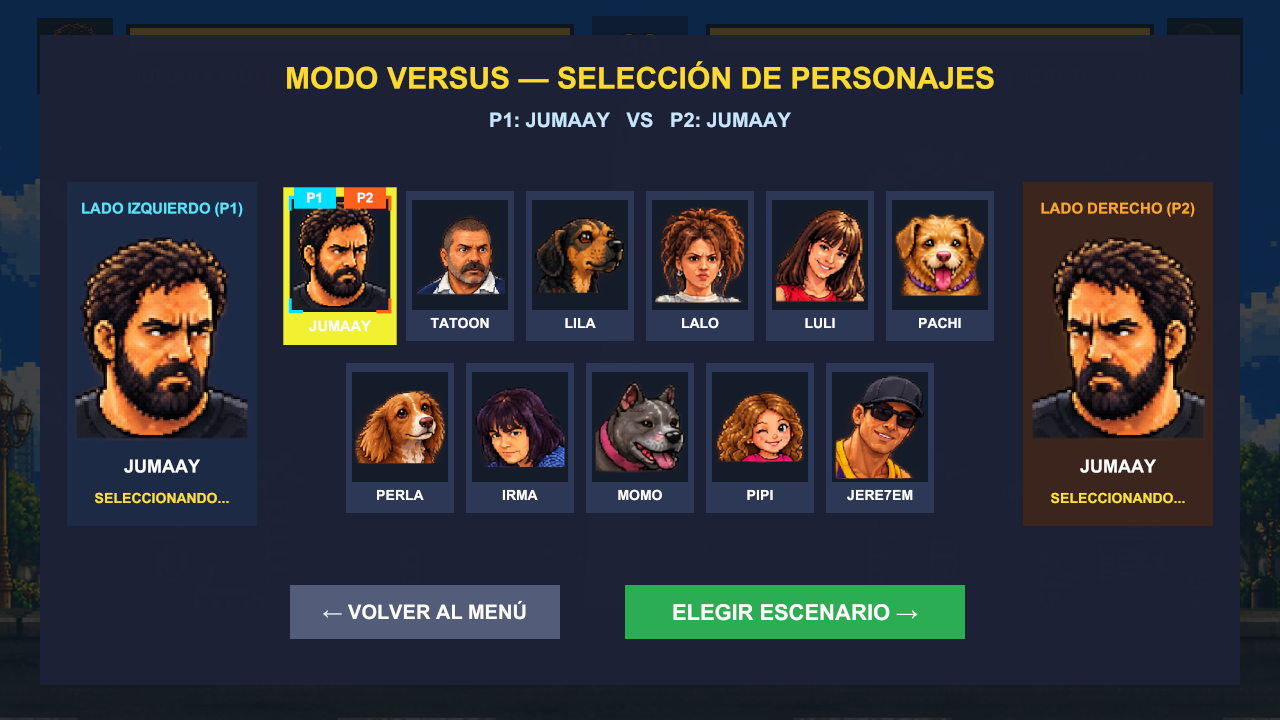 MODO VERSUS — SELECCIÓN DE PERSONAJES
P1: JUMAAY VS P2: JUMAAY
LADO IZQUIERDO (P1)
JUMAAY
SELECCIONANDO...
P1 P2
JUMAAY
TATOON
LILA
LALO
LULI
PACHI
PERLA
IRMA
MOMO
PIPI
JERE7EM
LADO DERECHO (P2)
JUMAAY
SELECCIONANDO...
← VOLVER AL MENÚ
ELEGIR ESCENARIO →